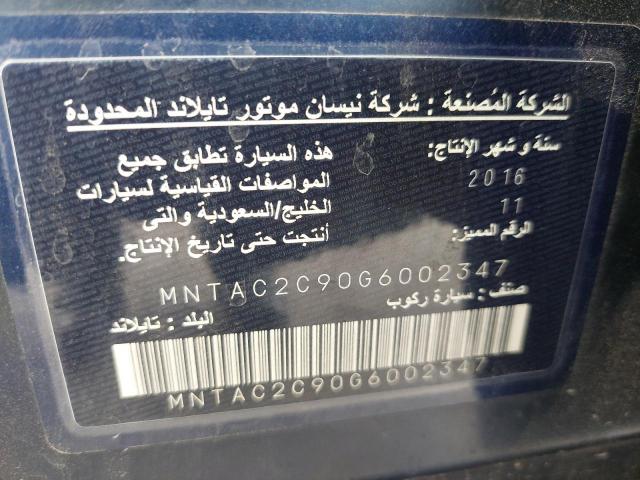 الشركة المُصنعة : شركة نيسان موتور تايلاند المحدودة
سنة و شهر الإنتاج:
2016
11
هذه السيارة تطابق جميع
المواصفات القياسية لسيارات
الخليج/السعودية والتى
أنتجت حتى تاريخ الإنتاج.
الرقم المميز:
MNTAC2C90G6002347
صنف : سيارة ركوب
البلد : تايلاند
MNTAC2C90G6002347